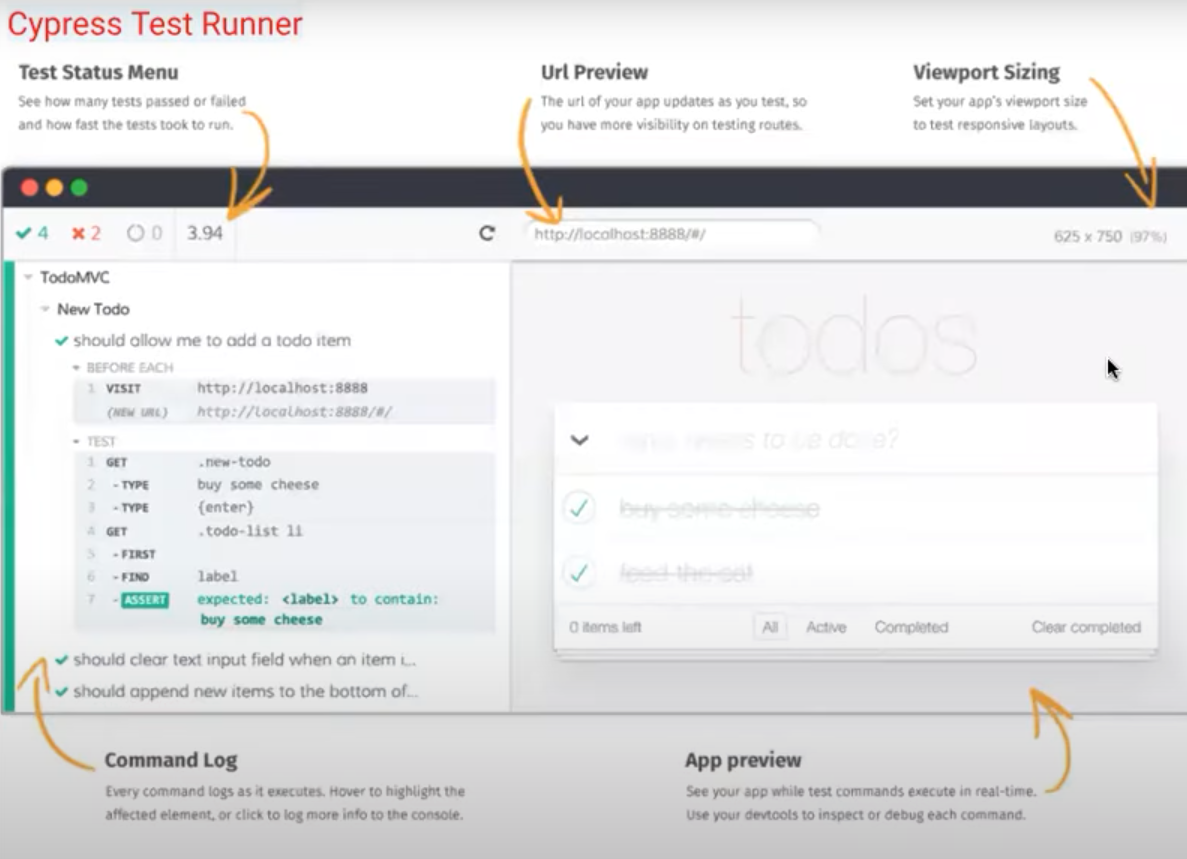 Cypress Test Runner
Test Status Menu
See how many tests passed or failed
and how fast the tests took to run.
Url Preview
The url of your app updates as you test, so
you have more visibility on testing routes.
Viewport Sizing
Set your app's viewport size
to test responsive layouts.
4 2 0 3.94
http://localhost:8888/#/
625 x 750 (97%)
TodoMVC
New Todo
should allow me to add a todo item
BEFORE EACH
1 VISIT http://localhost:8888
(NEW URL) http://localhost:8888/#/
TEST
1 GET .new-todo
2 -TYPE buy some cheese
3 -TYPE {enter}
4 GET .todo-list li
5 -FIRST
6 -FIND label
7 -ASSERT expected: <label> to contain:
buy some cheese
should clear text input field when an item i...
should append new items to the bottom of...
todos
needs to be done?
buy some cheese
feed the cat
0 items left
All
Active
Completed
Clear completed
Command Log
Every command logs as it executes. Hover to highlight the
affected element, or click to log more info to the console.
App preview
See your app while test commands execute in real-time.
Use your devtools to inspect or debug each command.